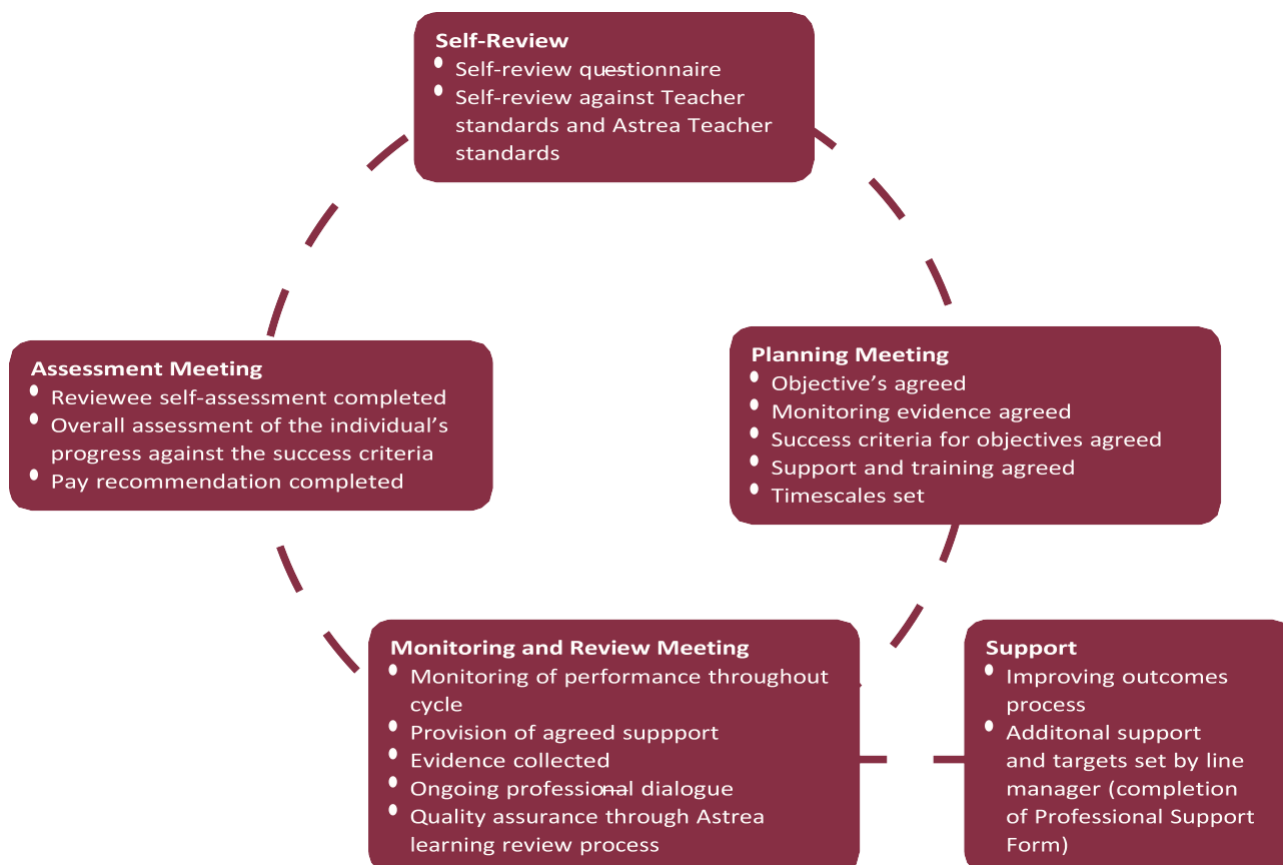 Self-Review
• Self-review questionnaire
• Self-review against Teacher
standards and Astrea Teacher
standards
Assessment Meeting
• Reviewee self-assessment completed
• Overall assessment of the individual’s
progress against the success criteria
• Pay recommendation completed
Planning Meeting
• Objective’s agreed
• Monitoring evidence agreed
• Success criteria for objectives agreed
• Support and training agreed
• Timescales set
Monitoring and Review Meeting
• Monitoring of performance throughout
cycle
• Provision of agreed suppport
• Evidence collected
• Ongoing professional dialogue
• Quality assurance through Astrea
learning review process
Support
• Improving outcomes
process
• Additonal support
and targets set by line
manager (completion
of Professional Support
Form)